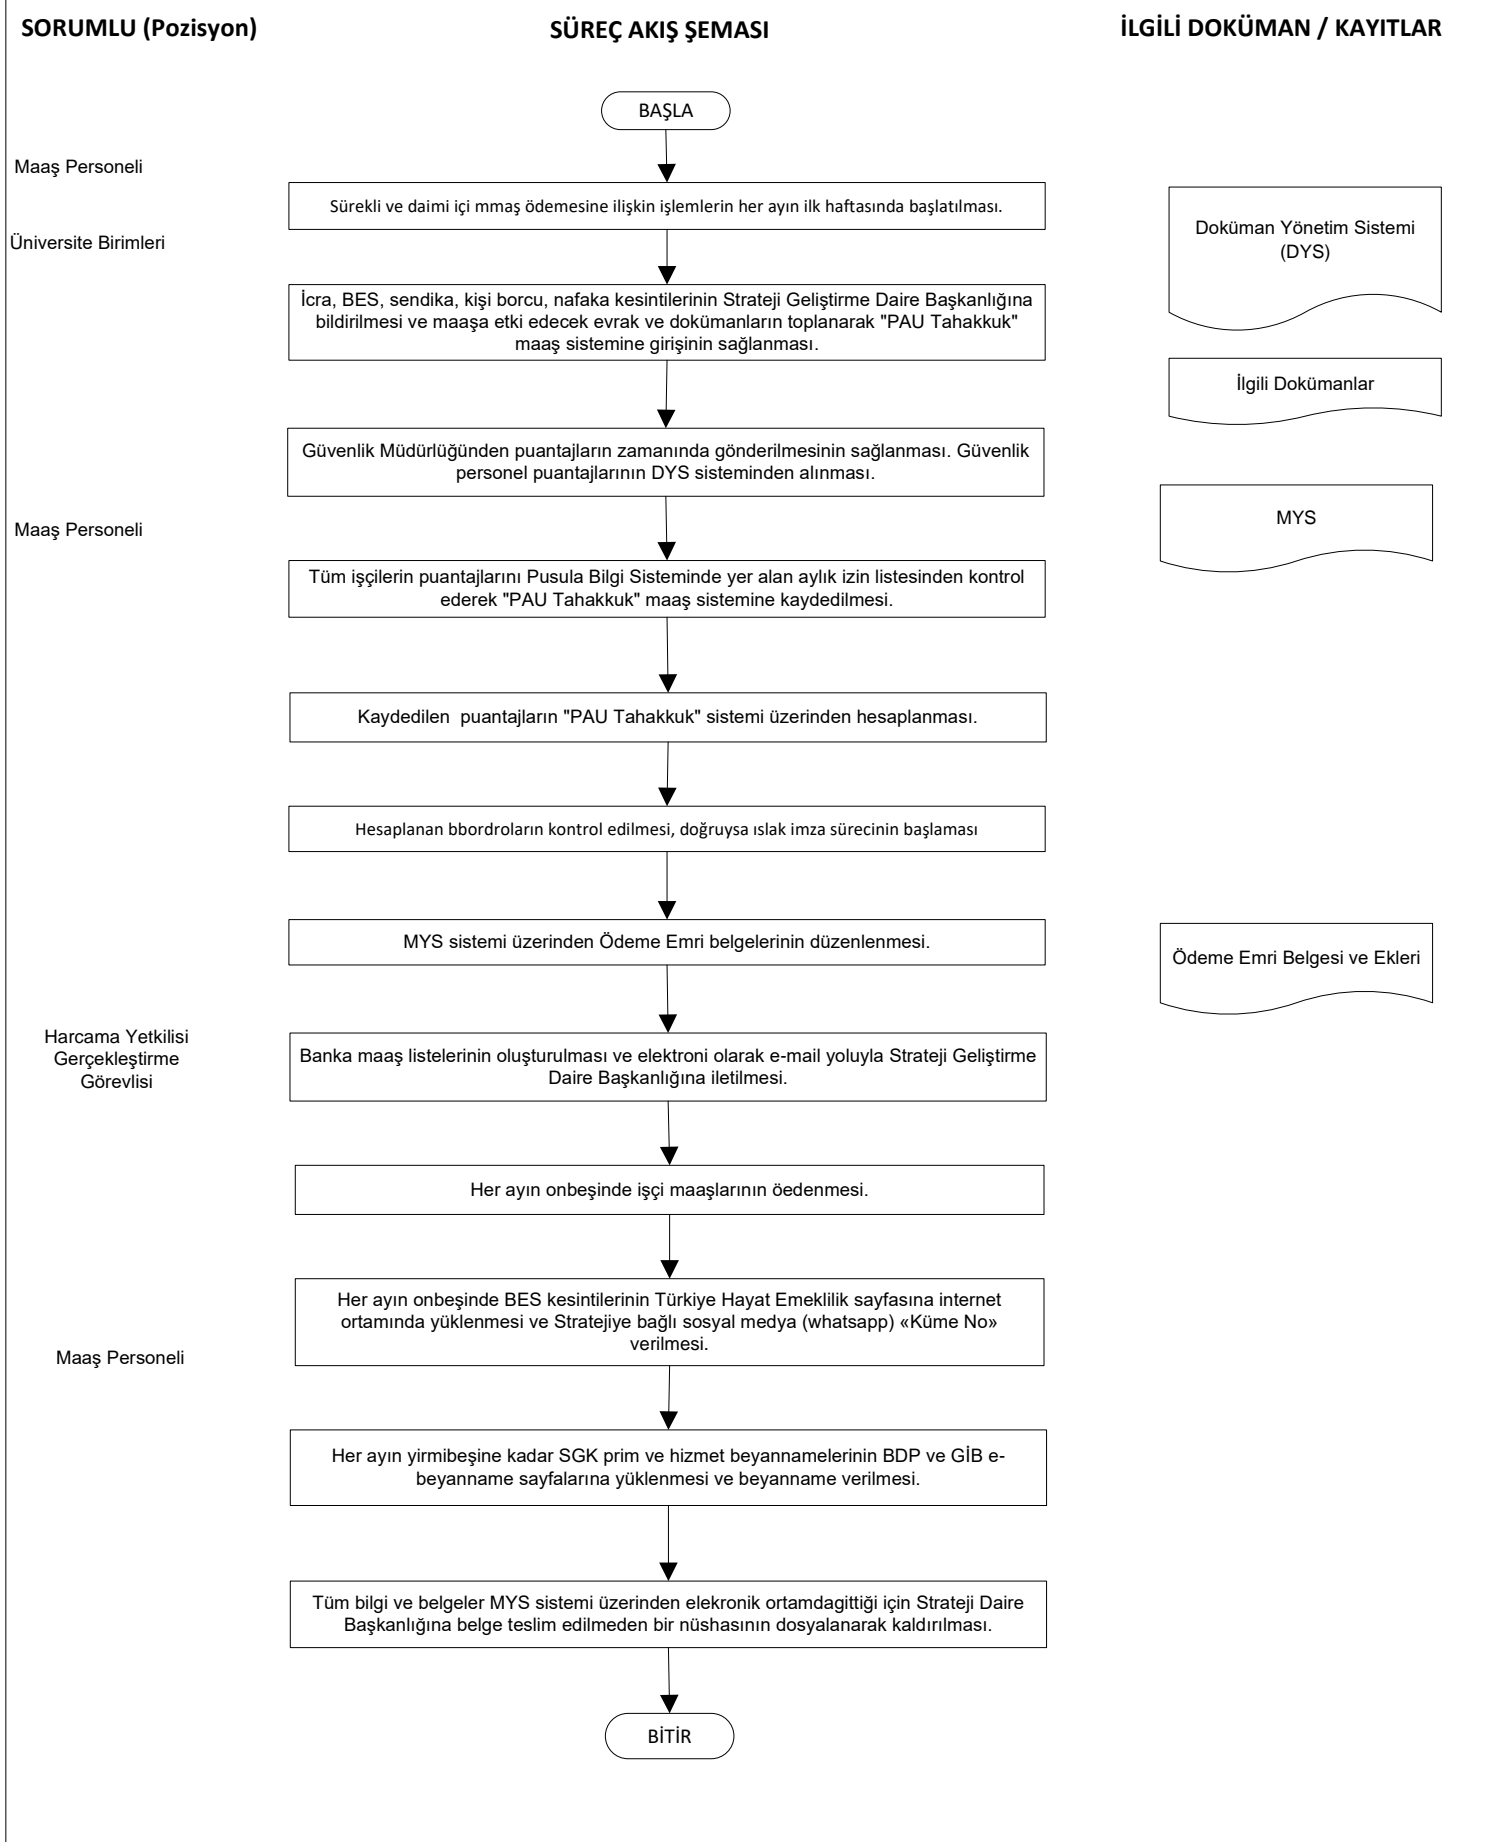 SORUMLU (Pozisyon)
SÜREÇ AKIŞ ŞEMASI
İLGİLİ DOKÜMAN / KAYITLAR
BAŞLA
Maaş Personeli
Sürekli ve daimi içi mmaş ödemesine ilişkin işlemlerin her ayın ilk haftasında başlatılması.
Doküman Yönetim Sistemi
(DYS)
Üniversite Birimleri
İcra, BES, sendika, kişi borcu, nafaka kesintilerinin Strateji Geliştirme Daire Başkanlığına
bildirilmesi ve maaşa etki edecek evrak ve dokümanların toplanarak "PAU Tahakkuk"
maaş sistemine girişinin sağlanması.
İlgili Dokümanlar
Güvenlik Müdürlüğünden puantajların zamanında gönderilmesinin sağlanması. Güvenlik
personel puantajlarının DYS sisteminden alınması.
MYS
Maaş Personeli
Tüm işçilerin puantajlarını Pusula Bilgi Sisteminde yer alan aylık izin listesinden kontrol
ederek "PAU Tahakkuk" maaş sistemine kaydedilmesi.
Kaydedilen  puantajların "PAU Tahakkuk" sistemi üzerinden hesaplanması.
Hesaplanan bbordroların kontrol edilmesi, doğruysa ıslak imza sürecinin başlaması
MYS sistemi üzerinden Ödeme Emri belgelerinin düzenlenmesi.
Ödeme Emri Belgesi ve Ekleri
Harcama Yetkilisi
Gerçekleştirme
Görevlisi
Banka maaş listelerinin oluşturulması ve elektroni olarak e-mail yoluyla Strateji Geliştirme
Daire Başkanlığına iletilmesi.
Her ayın onbeşinde işçi maaşlarının öedenmesi.
Her ayın onbeşinde BES kesintilerinin Türkiye Hayat Emeklilik sayfasına internet
ortamında yüklenmesi ve Stratejiye bağlı sosyal medya (whatsapp) «Küme No»
verilmesi.
Maaş Personeli
Her ayın yirmibeşine kadar SGK prim ve hizmet beyannamelerinin BDP ve GİB e-
beyanname sayfalarına yüklenmesi ve beyanname verilmesi.
Tüm bilgi ve belgeler MYS sistemi üzerinden elekronik ortamdagittiği için Strateji Daire
Başkanlığına belge teslim edilmeden bir nüshasının dosyalanarak kaldırılması.
BİTİR